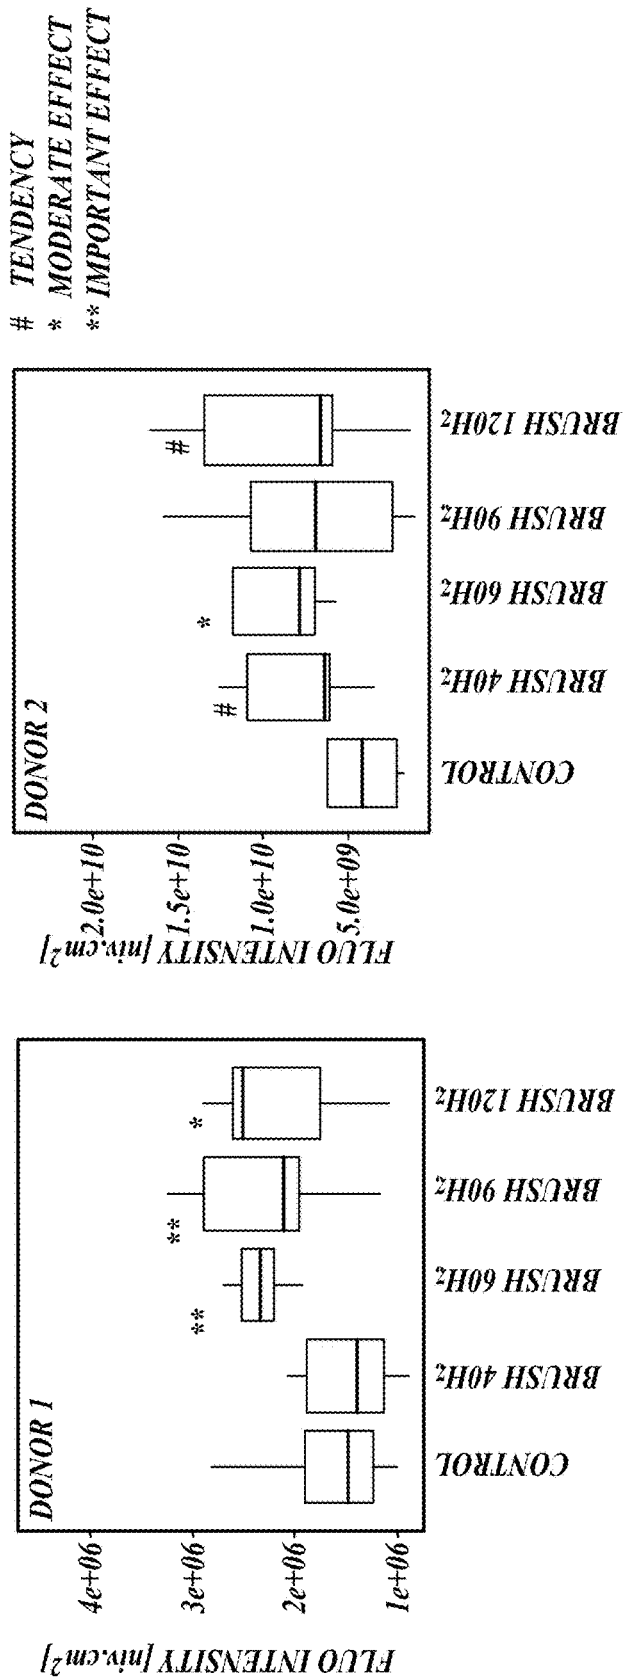 DONOR 1
FLUO INTENSITY [niv.cm2]
4e+06
3e+06
2e+06
1e+06
**
**
*
CONTROL
BRUSH 40Hz
BRUSH 60Hz
BRUSH 90Hz
BRUSH 120Hz
DONOR 2
FLUO INTENSITY [niv.cm2]
2.0e+10
1.5e+10
1.0e+10
5.0e+09
#
*
#
CONTROL
BRUSH 40Hz
BRUSH 60Hz
BRUSH 90Hz
BRUSH 120Hz
# TENDENCY
* MODERATE EFFECT
** IMPORTANT EFFECT